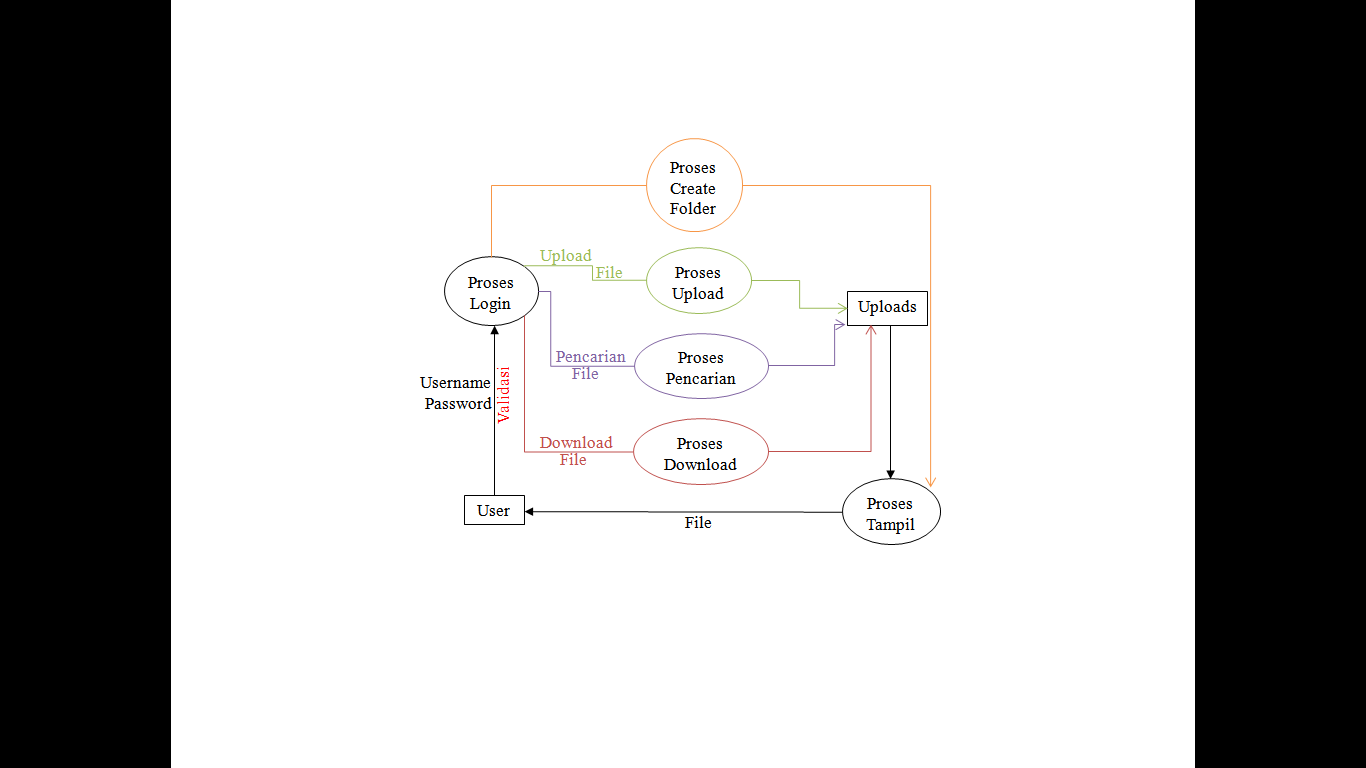 Proses
Create
Folder
Upload
File
Proses
Upload
Proses
Login
Uploads
Pencarian
File
Proses
Pencarian
Username
Password
Validasi
Download
File
Proses
Download
User
File
Proses
Tampil